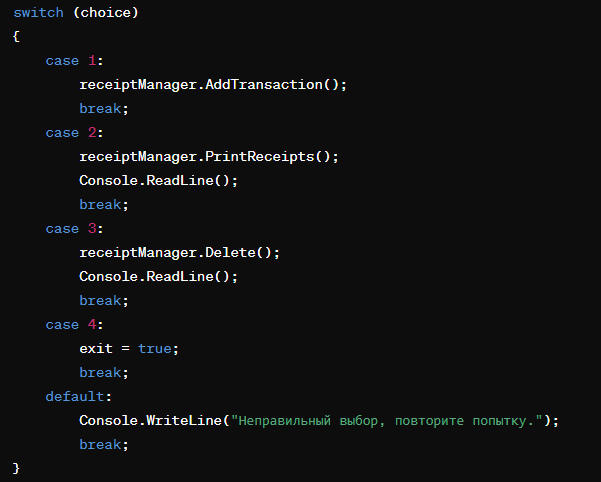 switch (choice)
{
    case 1:
        receiptManager.AddTransaction();
        break;
    case 2:
        receiptManager.PrintReceipts();
        Console.ReadLine();
        break;
    case 3:
        receiptManager.Delete();
        Console.ReadLine();
        break;
    case 4:
        exit = true;
        break;
    default:
        Console.WriteLine("Неправильный выбор, повторите попытку.");
        break;
}